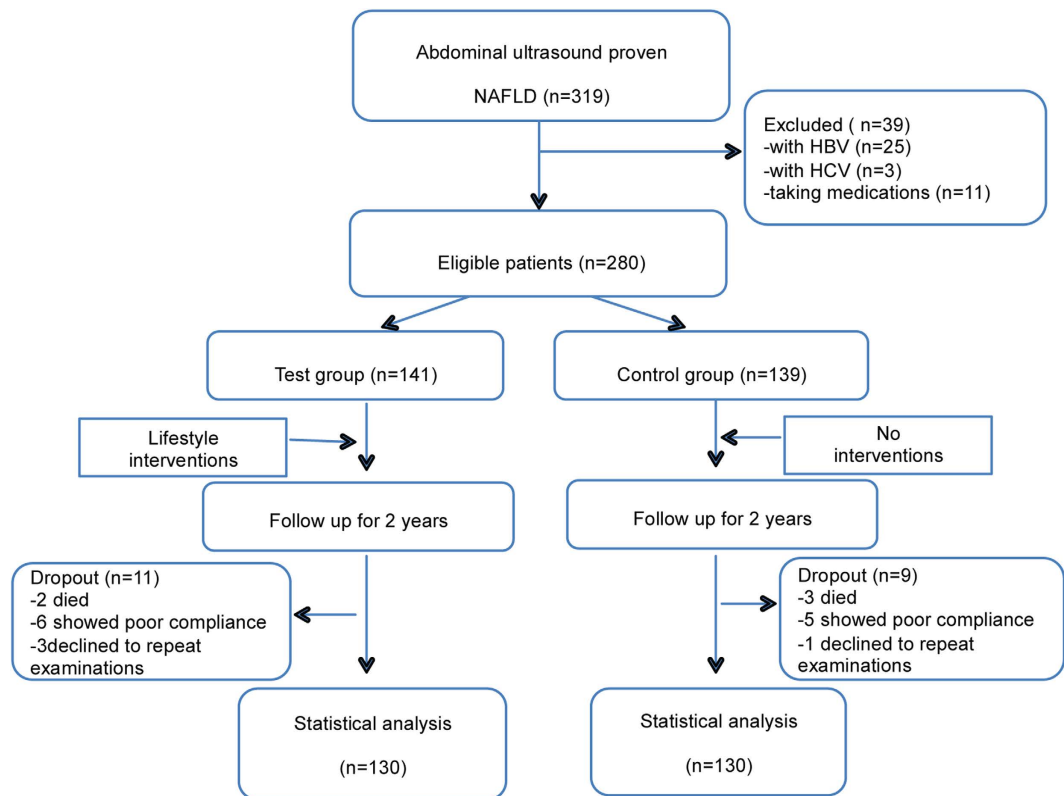 Abdominal ultrasound proven
NAFLD (n=319)
Excluded ( n=39)
-with HBV (n=25)
-with HCV (n=3)
-taking medications (n=11)
Eligible patients (n=280)
Test group (n=141)
Control group (n=139)
Lifestyle
interventions
No
interventions
Follow up for 2 years
Follow up for 2 years
Dropout (n=11)
-2 died
-6 showed poor compliance
-3declined to repeat
examinations
Dropout (n=9)
-3 died
-5 showed poor compliance
-1 declined to repeat
examinations
Statistical analysis
(n=130)
Statistical analysis
(n=130)